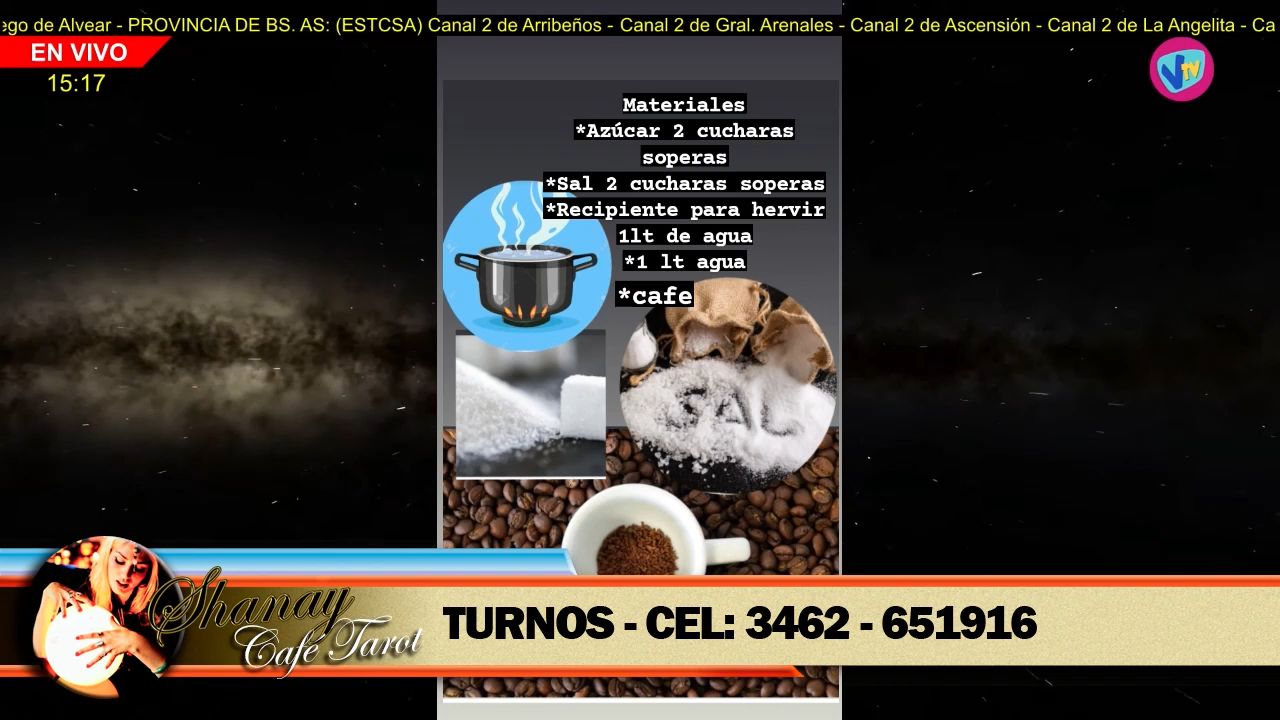 ego de Alvear - PROVINCIA DE BS. AS: (ESTCSA) Canal 2 de Arribeños - Canal 2 de Gral. Arenales - Canal 2 de Ascensión - Canal 2 de La Angelita - Ca
EN VIVO
15:17
VTV
Materiales
*Azúcar 2 cucharas
soperas
*Sal 2 cucharas soperas
*Recipiente para hervir
1lt de agua
*1 lt agua
*cafe
SAL
Shanay
Cafe Tarot
TURNOS - CEL: 3462 - 651916